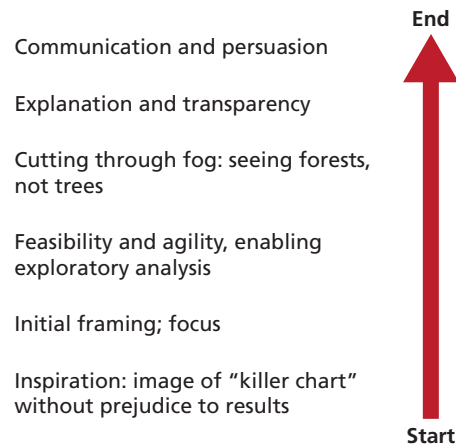 End
Communication and persuasion
Explanation and transparency
Cutting through fog: seeing forests,
not trees
Feasibility and agility, enabling
exploratory analysis
Initial framing; focus
Inspiration: image of “killer chart”
without prejudice to results
Start